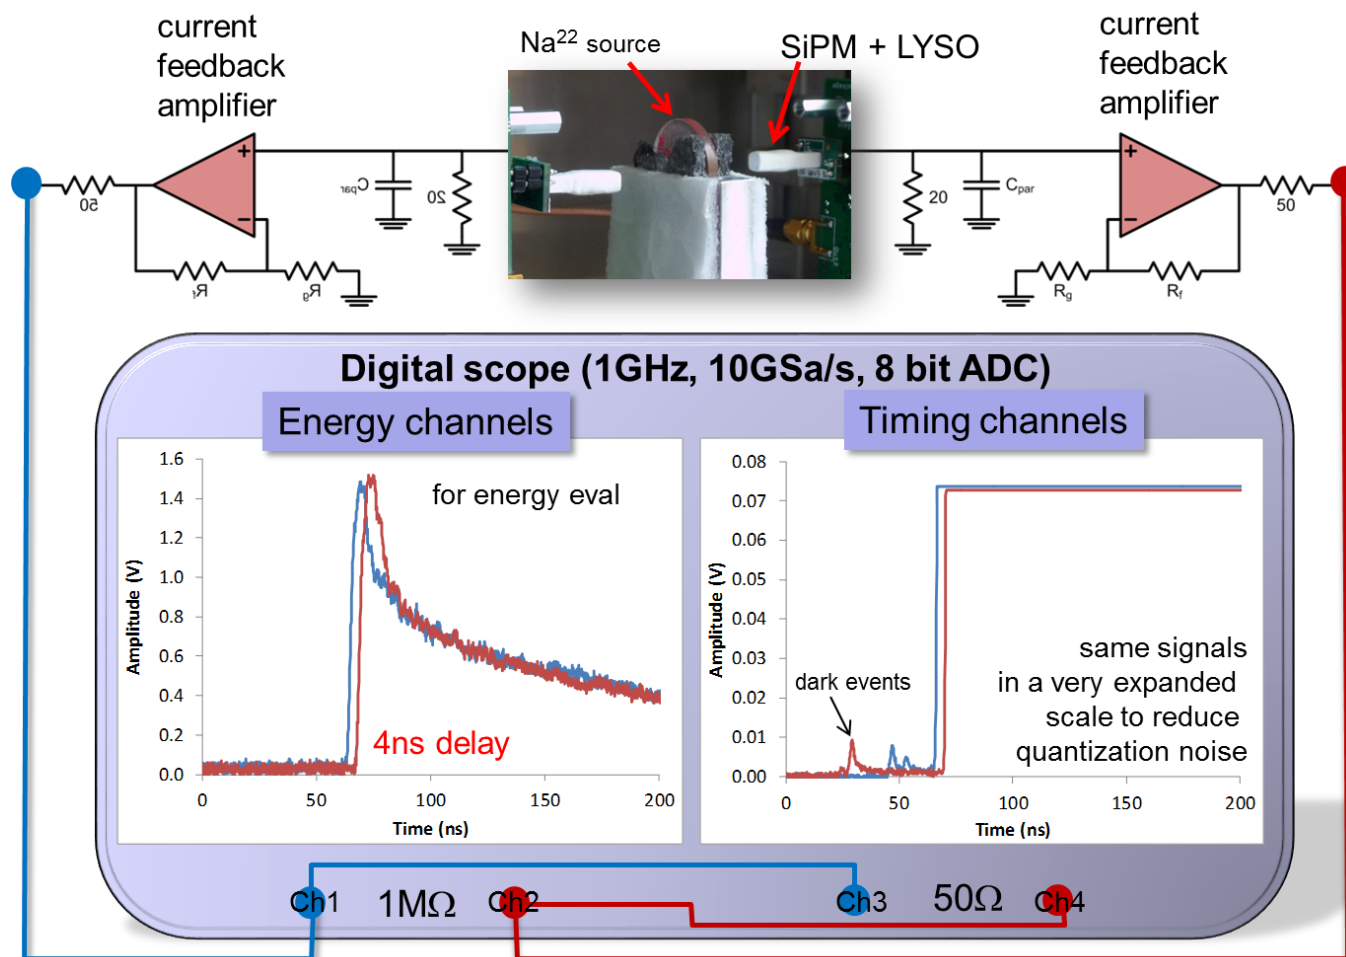 current
feedback
amplifier
Na22 source
SiPM + LYSO
current
feedback
amplifier
+
50
Cpar
20
−
Rf
Rg
20
Cpar
+
−
50
Rg
Rf
Digital scope (1GHz, 10GSa/s, 8 bit ADC)
Energy channels
Timing channels
1.6
1.4
1.2
1.0
0.8
0.6
0.4
0.2
0.0
Amplitude (V)
for energy eval
4ns delay
0 50 100 150 200
Time (ns)
0.08
0.07
0.06
0.05
0.04
0.03
0.02
0.01
0.00
Amplitude (V)
dark events
same signals
in a very expanded
scale to reduce
quantization noise
0 50 100 150 200
Time (ns)
Ch1 1MΩ Ch2 Ch3 50Ω Ch4